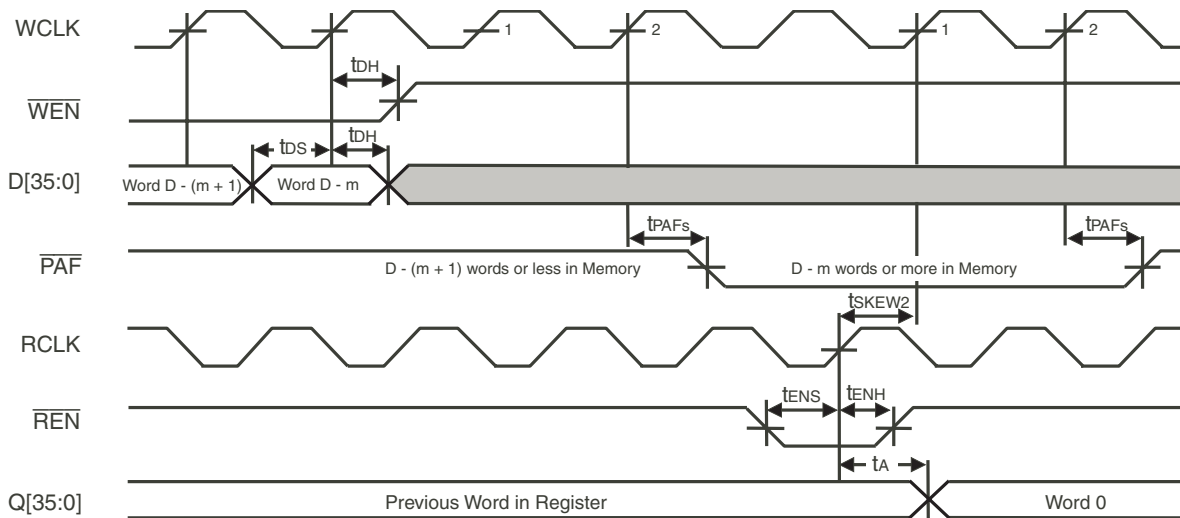 WCLK 1 2 1 2
tDH
WEN
tDS tDH
D[35:0] Word D - (m + 1) Word D - m
tPAFs tPAFs
PAF D - (m + 1) words or less in Memory D - m words or more in Memory
tSKEW2
RCLK
tENS tENH
REN
tA
Q[35:0] Previous Word in Register Word 0